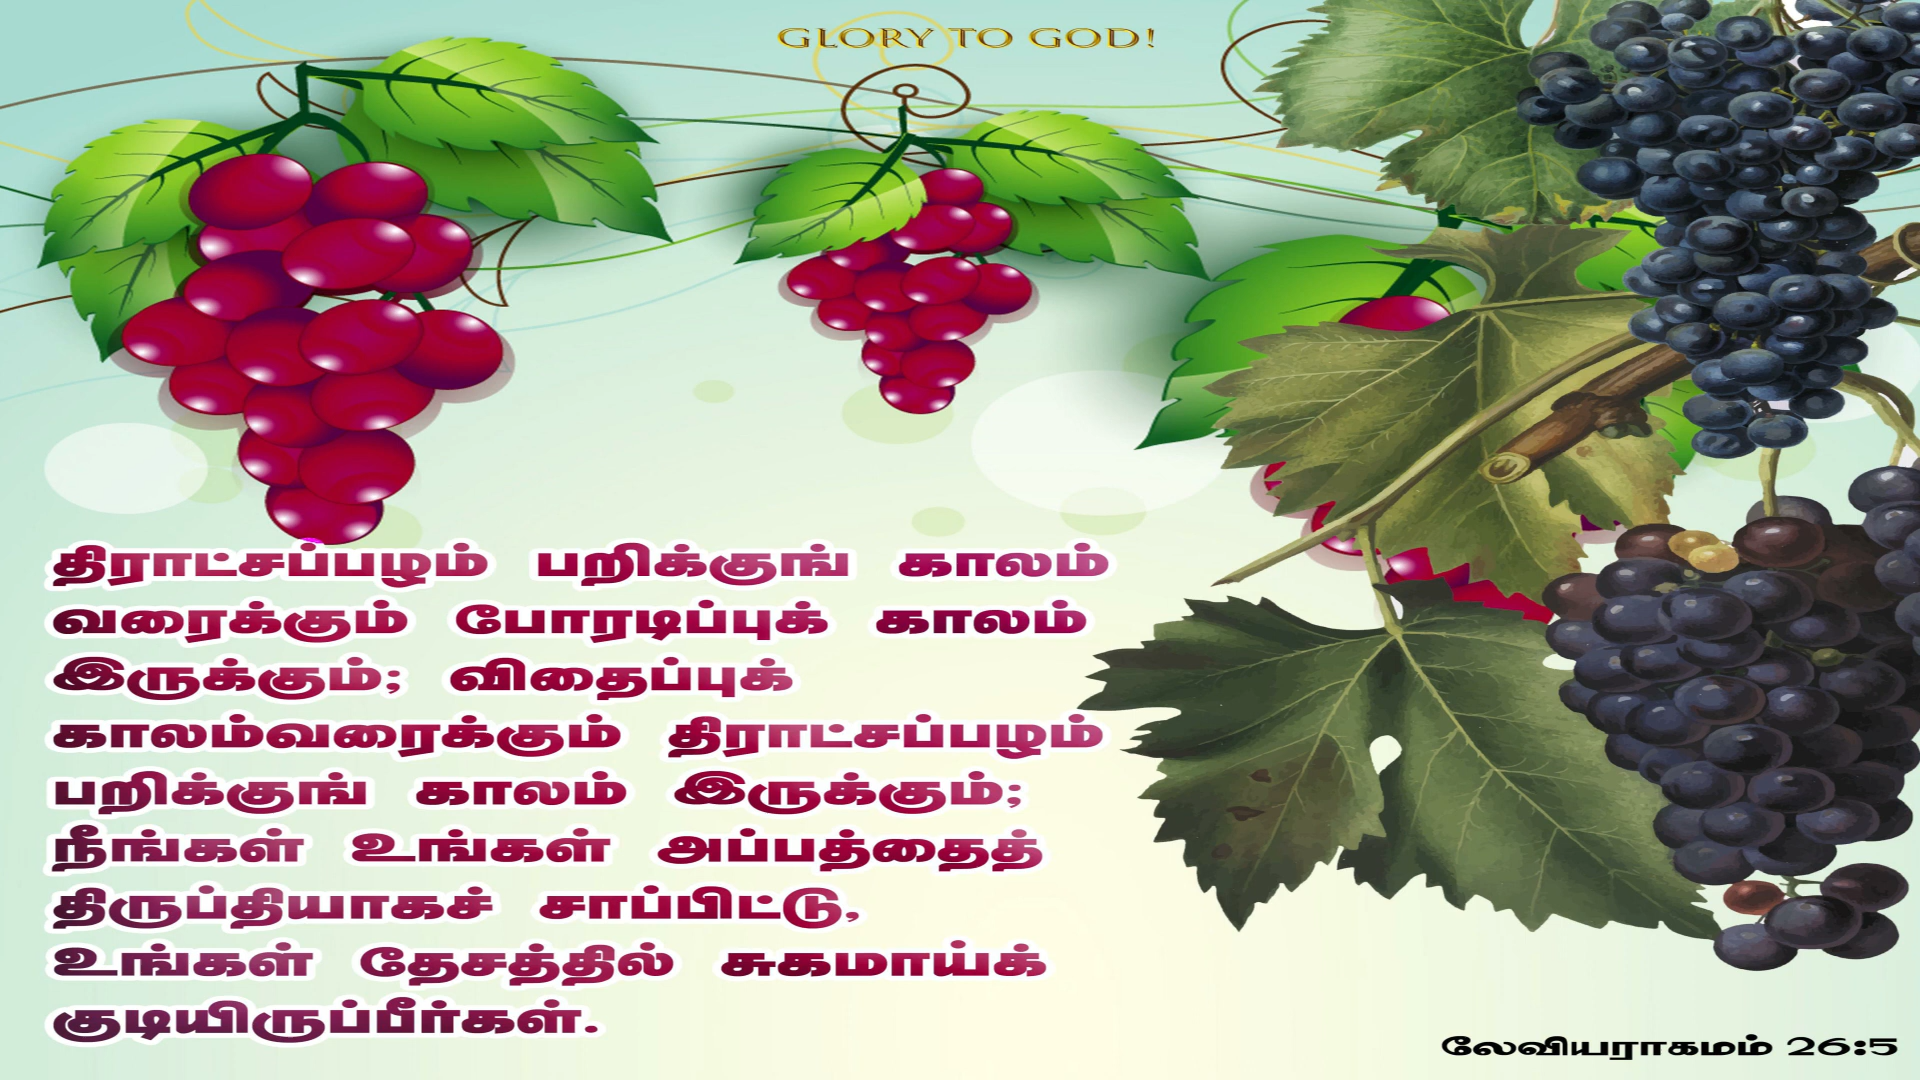 GLORY TO GOD!
திராட்சப்பழம் பறிக்குங் காலம்
வரைக்கும் போரடிப்புக் காலம்
இருக்கும்; விதைப்புக்
காலம்வரைக்கும் திராட்சப்பழம்
பறிக்குங் காலம் இருக்கும்;
நீங்கள் உங்கள் அப்பத்தைத்
திருப்தியாகச் சாப்பிட்டு,
உங்கள் தேசத்தில் சுகமாய்க்
குடியிருப்பீர்கள்.
லேவியராகமம் 26:5